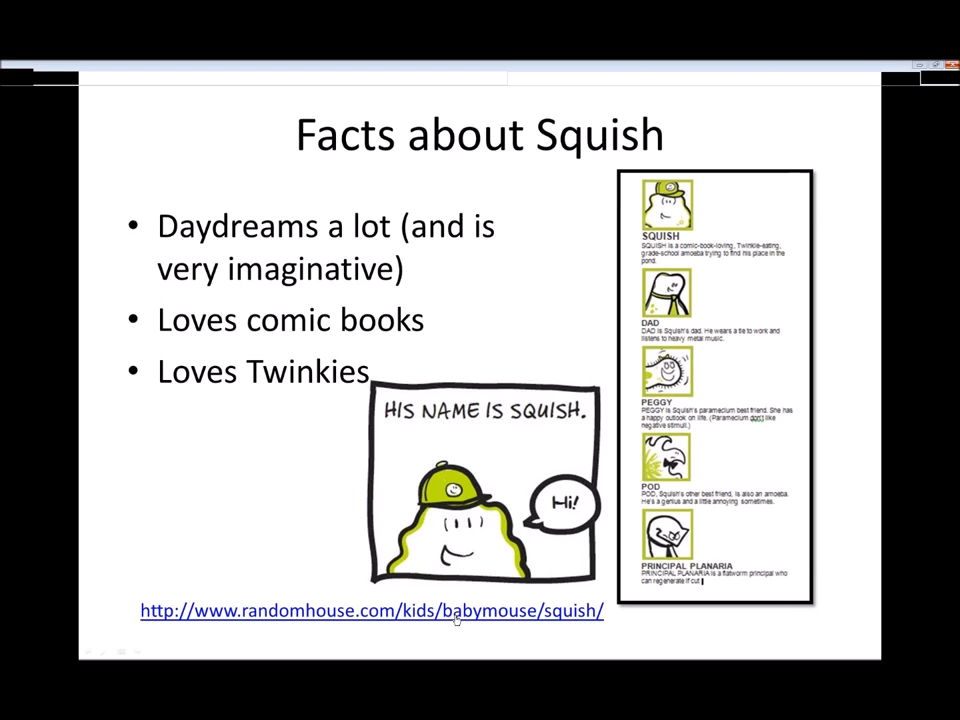 Facts about Squish
• Daydreams a lot (and is
very imaginative)
• Loves comic books
• Loves Twinkies
HIS NAME IS SQUISH.
Hi!
http://www.randomhouse.com/kids/babymouse/squish/
SQUISH
SQUISH is a comic-book-loving, Twinkie-eating,
grade-school amoeba trying to find his place in the
pond.
DAD
DAD is Squish's dad. He wears a tie to work and
listens to heavy metal music.
PEGGY
PEGGY is Squish's paramecium best friend. She has
a happy outlook on life. (Paramecium don't like
negative stimuli.)
POD
POD, Squish's other best friend, is also an amoeba.
He's a genius and a little annoying sometimes.
PRINCIPAL PLANARIA
PRINCIPAL PLANARIA is a flatworm principal who
can regenerate if cut